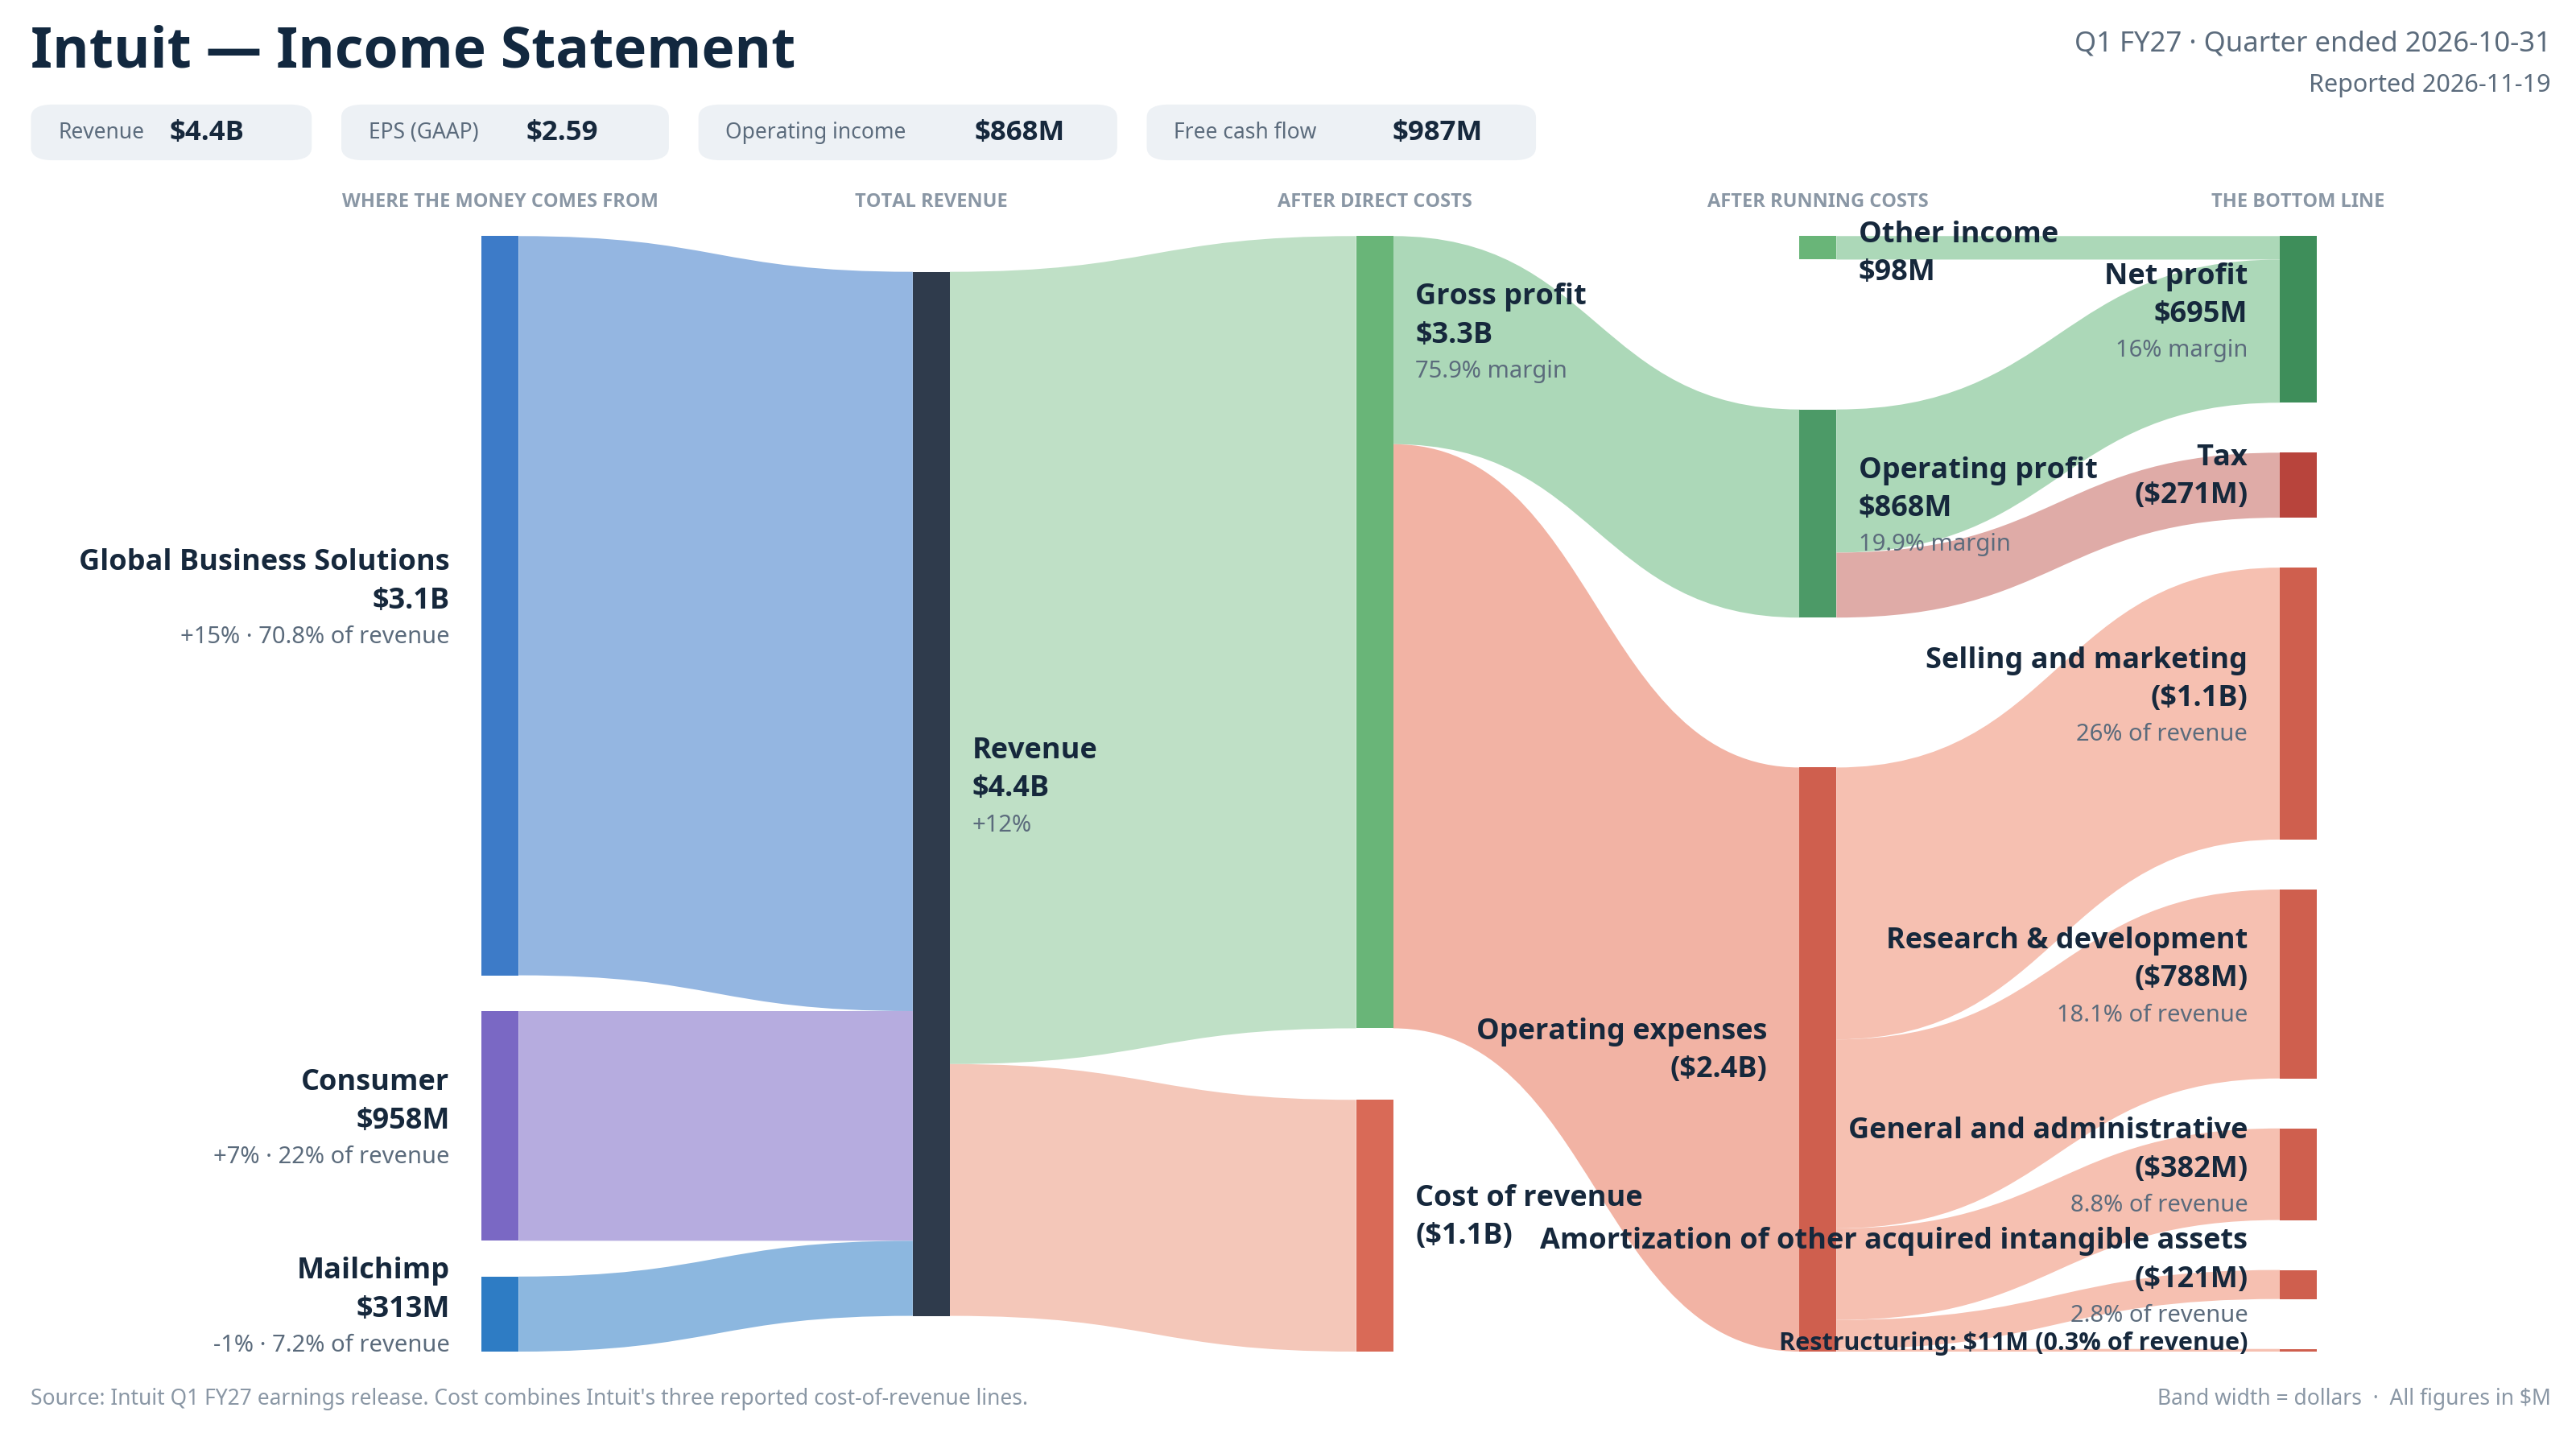 Intuit — Income Statement
Q1 FY27 · Quarter ended 2026-10-31
Reported 2026-11-19
Revenue $4.4B
EPS (GAAP) $2.59
Operating income $868M
Free cash flow $987M
WHERE THE MONEY COMES FROM
TOTAL REVENUE
AFTER DIRECT COSTS
AFTER RUNNING COSTS
THE BOTTOM LINE
Global Business Solutions
$3.1B
+15% · 70.8% of revenue
Consumer
$958M
+7% · 22% of revenue
Mailchimp
$313M
-1% · 7.2% of revenue
Revenue
$4.4B
+12%
Gross profit
$3.3B
75.9% margin
Cost of revenue
($1.1B)
Other income
$98M
Operating profit
$868M
19.9% margin
Operating expenses
($2.4B)
Net profit
$695M
16% margin
Tax
($271M)
Selling and marketing
($1.1B)
26% of revenue
Research & development
($788M)
18.1% of revenue
General and administrative
($382M)
8.8% of revenue
Amortization of other acquired intangible assets
($121M)
2.8% of revenue
Restructuring: $11M (0.3% of revenue)
Source: Intuit Q1 FY27 earnings release. Cost combines Intuit's three reported cost-of-revenue lines.
Band width = dollars · All figures in $M